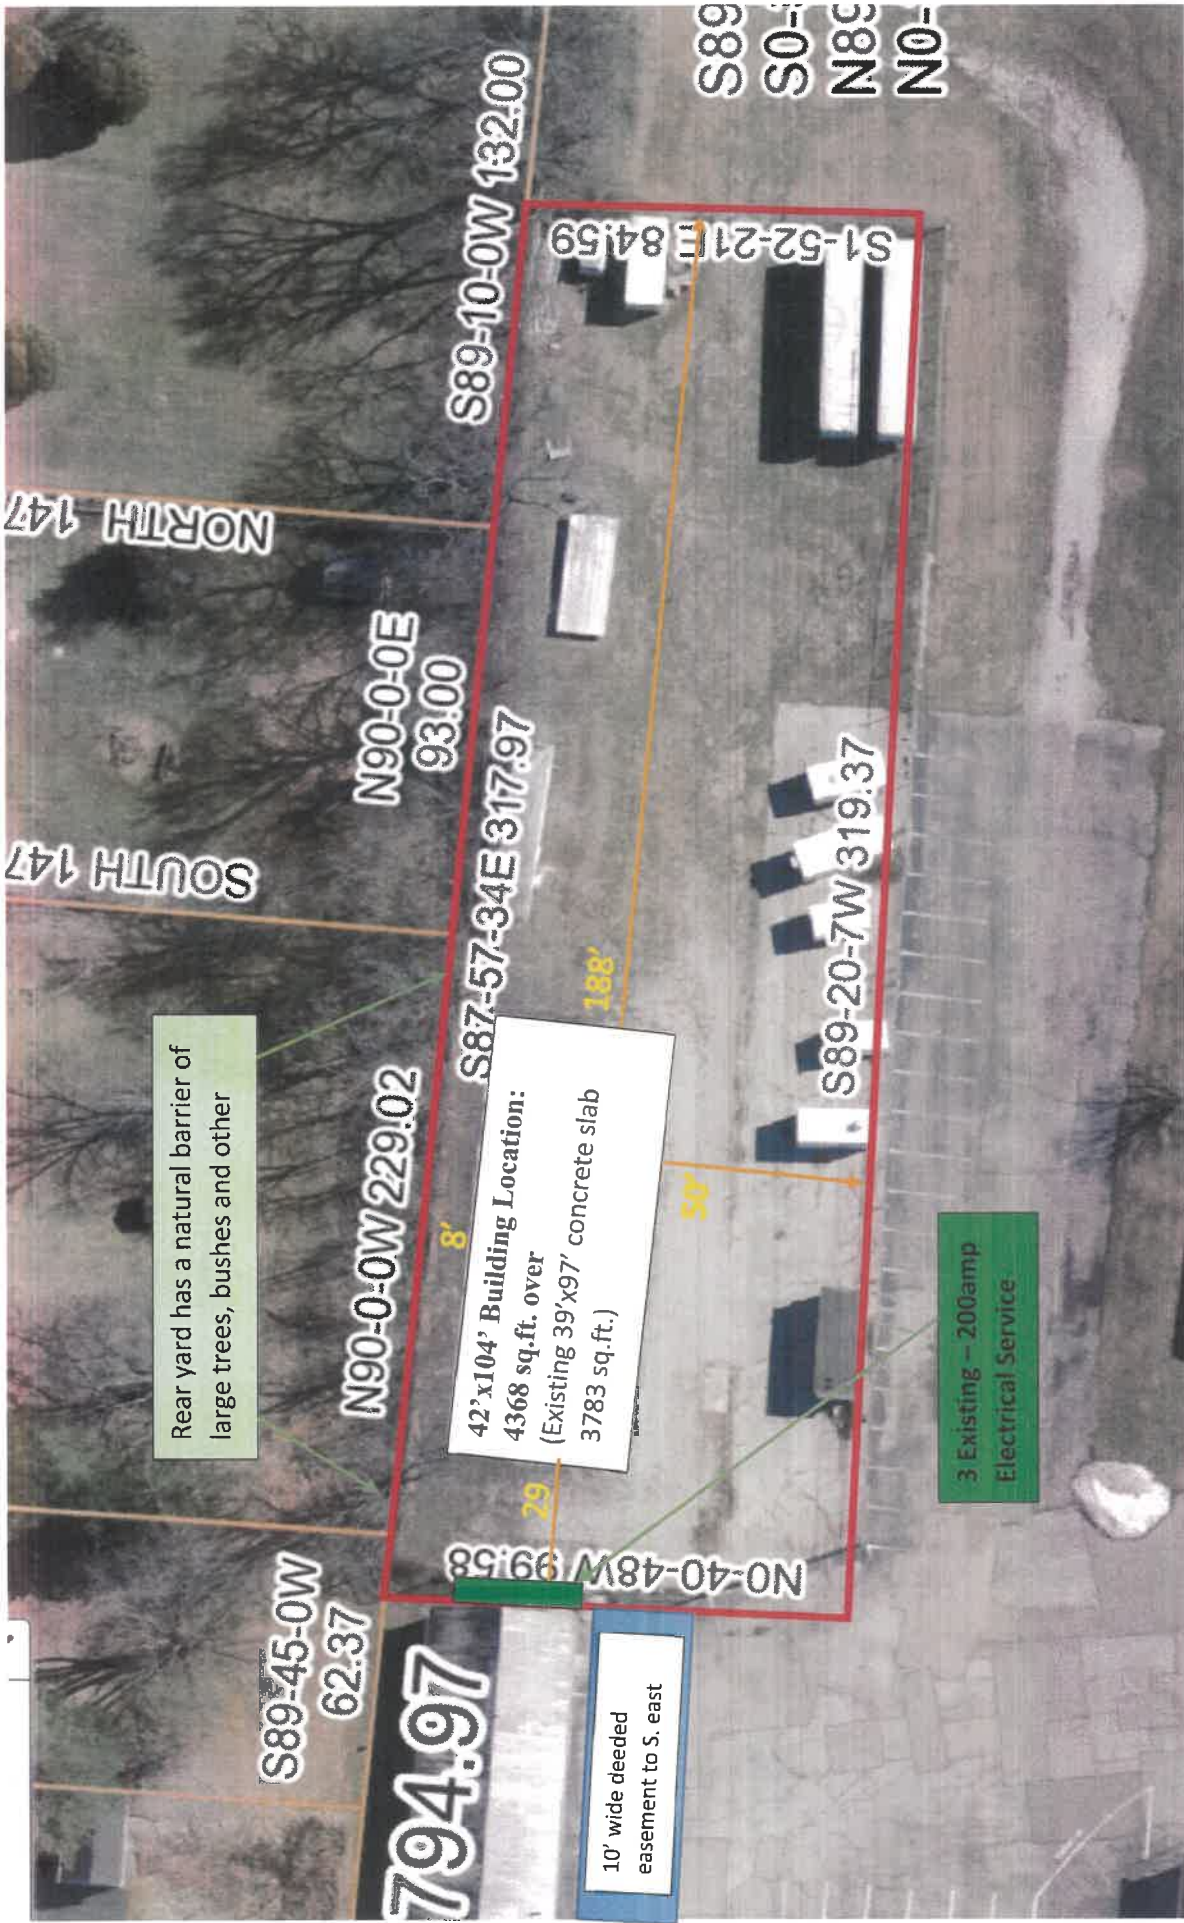 794.97
S89-45-0W
62.37
10' wide deeded
easement to S. east
N0-40-48W 99.58
29
Rear yard has a natural barrier of
large trees, bushes and other
N90-0-0W 229.02
8'
42'x104' Building Location:
4368 sq.ft. over
(Existing 39'x97' concrete slab
3783 sq.ft.)
50'
3 Existing – 200amp
Electrical Service
188'
S87-57-34E 317.97
S89-20-7W 319.37
SOUTH 147
N90-0-0E
93.00
NORTH 147
S89-10-0W 132.00
S1-52-21E 84.59
S89
S0-
N89
N0-